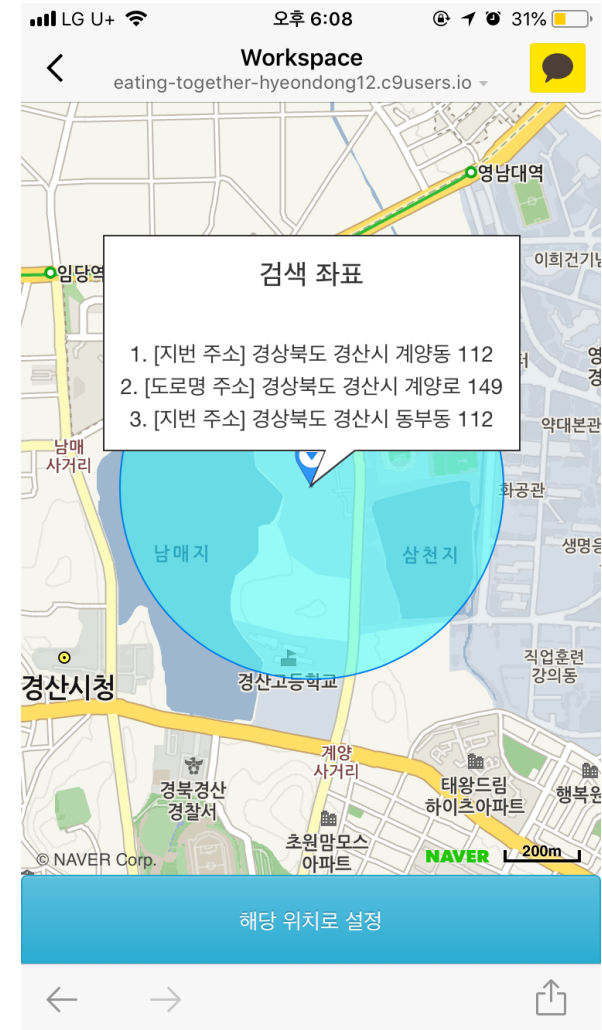 LG U+
오후 6:08
31%
Workspace
eating-together-hyeondong12.c9users.io
영남대역
임당역
이희건기념
검색 좌표
1. [지번 주소] 경상북도 경산시 계양동 112
2. [도로명 주소] 경상북도 경산시 계양로 149
3. [지번 주소] 경상북도 경산시 동부동 112
터
영
경
약대본관
남매
사거리
화공관
남매지
삼천지
생명응
직업훈련
강의동
경산시청
경산고등학교
계양
사거리
경북경산
경찰서
태왕드림
하이츠아파트
행복원
초원맘모스
아파트
© NAVER Corp.
NAVER
200m
해당 위치로 설정